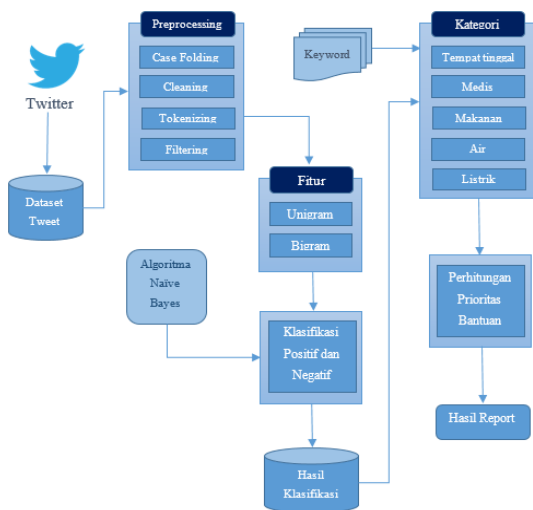 Twitter
Dataset
Tweet
Preprocessing
Case Folding
Cleaning
Tokenizing
Filtering
Fitur
Unigram
Bigram
Algoritma
Naïve
Bayes
Klasifikasi
Positif dan
Negatif
Hasil
Klasifikasi
Keyword
Kategori
Tempat tinggal
Medis
Makanan
Air
Listrik
Perhitungan
Prioritas
Bantuan
Hasil Report